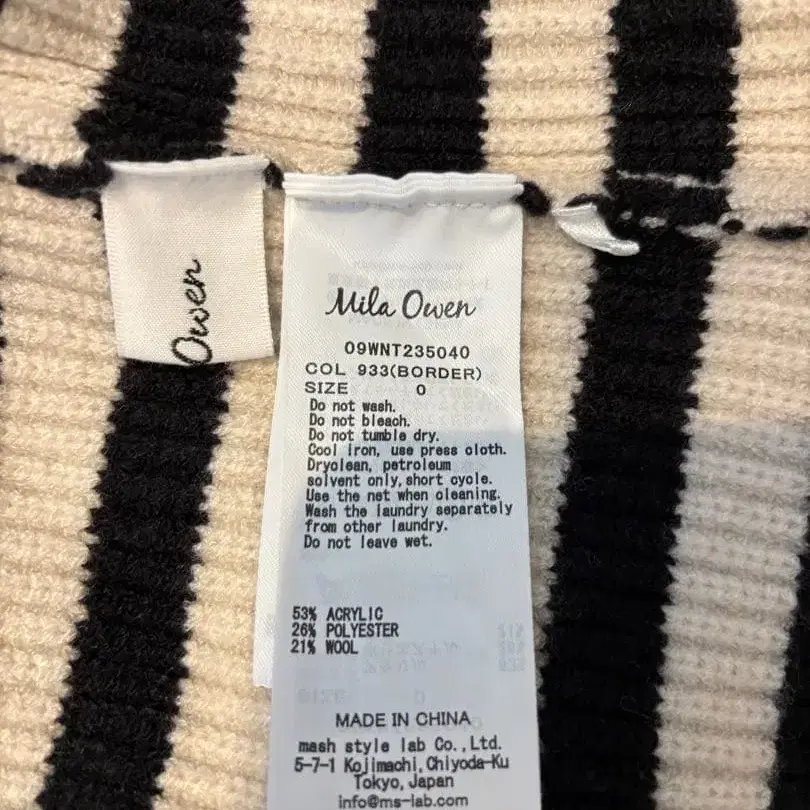 Owen
Mila Owen
09WNT235040
COL 933(BORDER)
SIZE 0
Do not wash.
Do not bleach.
Do not tumble dry.
Cool iron, use press cloth.
Dryclean, petroleum
solvent only, short cycle.
Use the net when cleaning.
Wash the laundry separately
from other laundry.
Do not leave wet.
53% ACRYLIC
26% POLYESTER
21% WOOL
MADE IN CHINA
mash style lab Co.,Ltd.
5-7-1 Kojimachi,Chiyoda-Ku
Tokyo,Japan
info@ms-lab.com